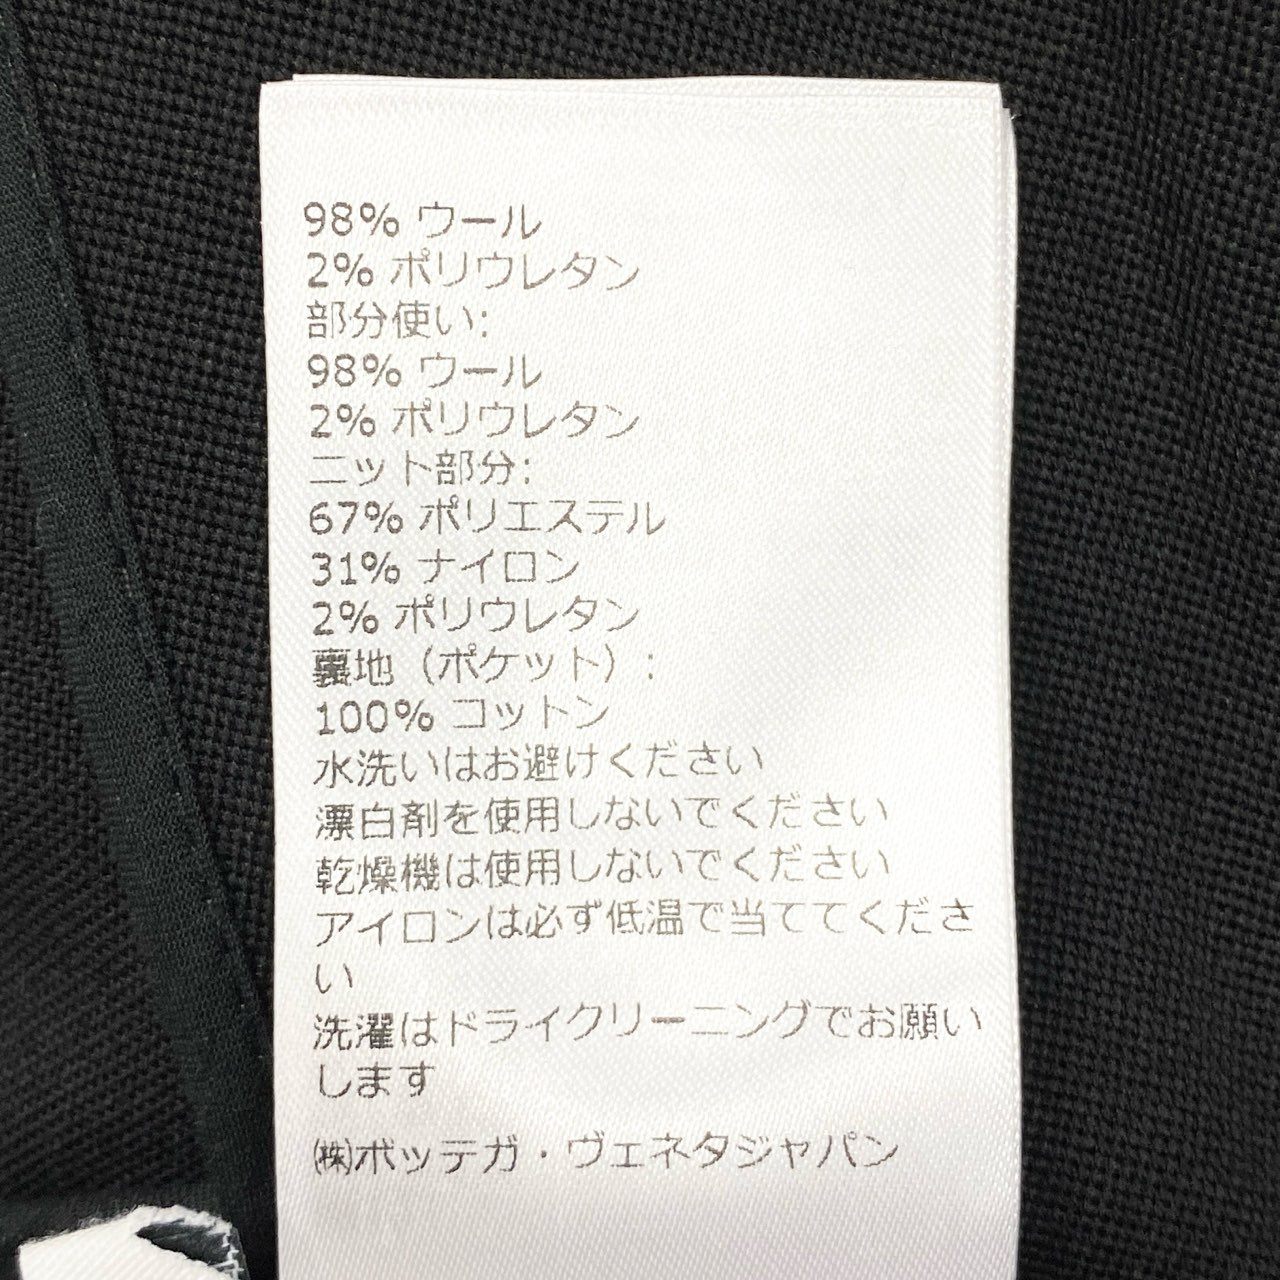 98% ウール
2% ポリウレタン
部分使い:
98% ウール
2% ポリウレタン
ニット部分:
67% ポリエステル
31% ナイロン
2% ポリウレタン
裏地（ポケット）:
100% コットン
水洗いはお避けください
漂白剤を使用しないでください
乾燥機は使用しないでください
アイロンは必ず低温で当ててくださ
い
洗濯はドライクリーニングでお願い
します
㈱ボッテガ・ヴェネタジャパン